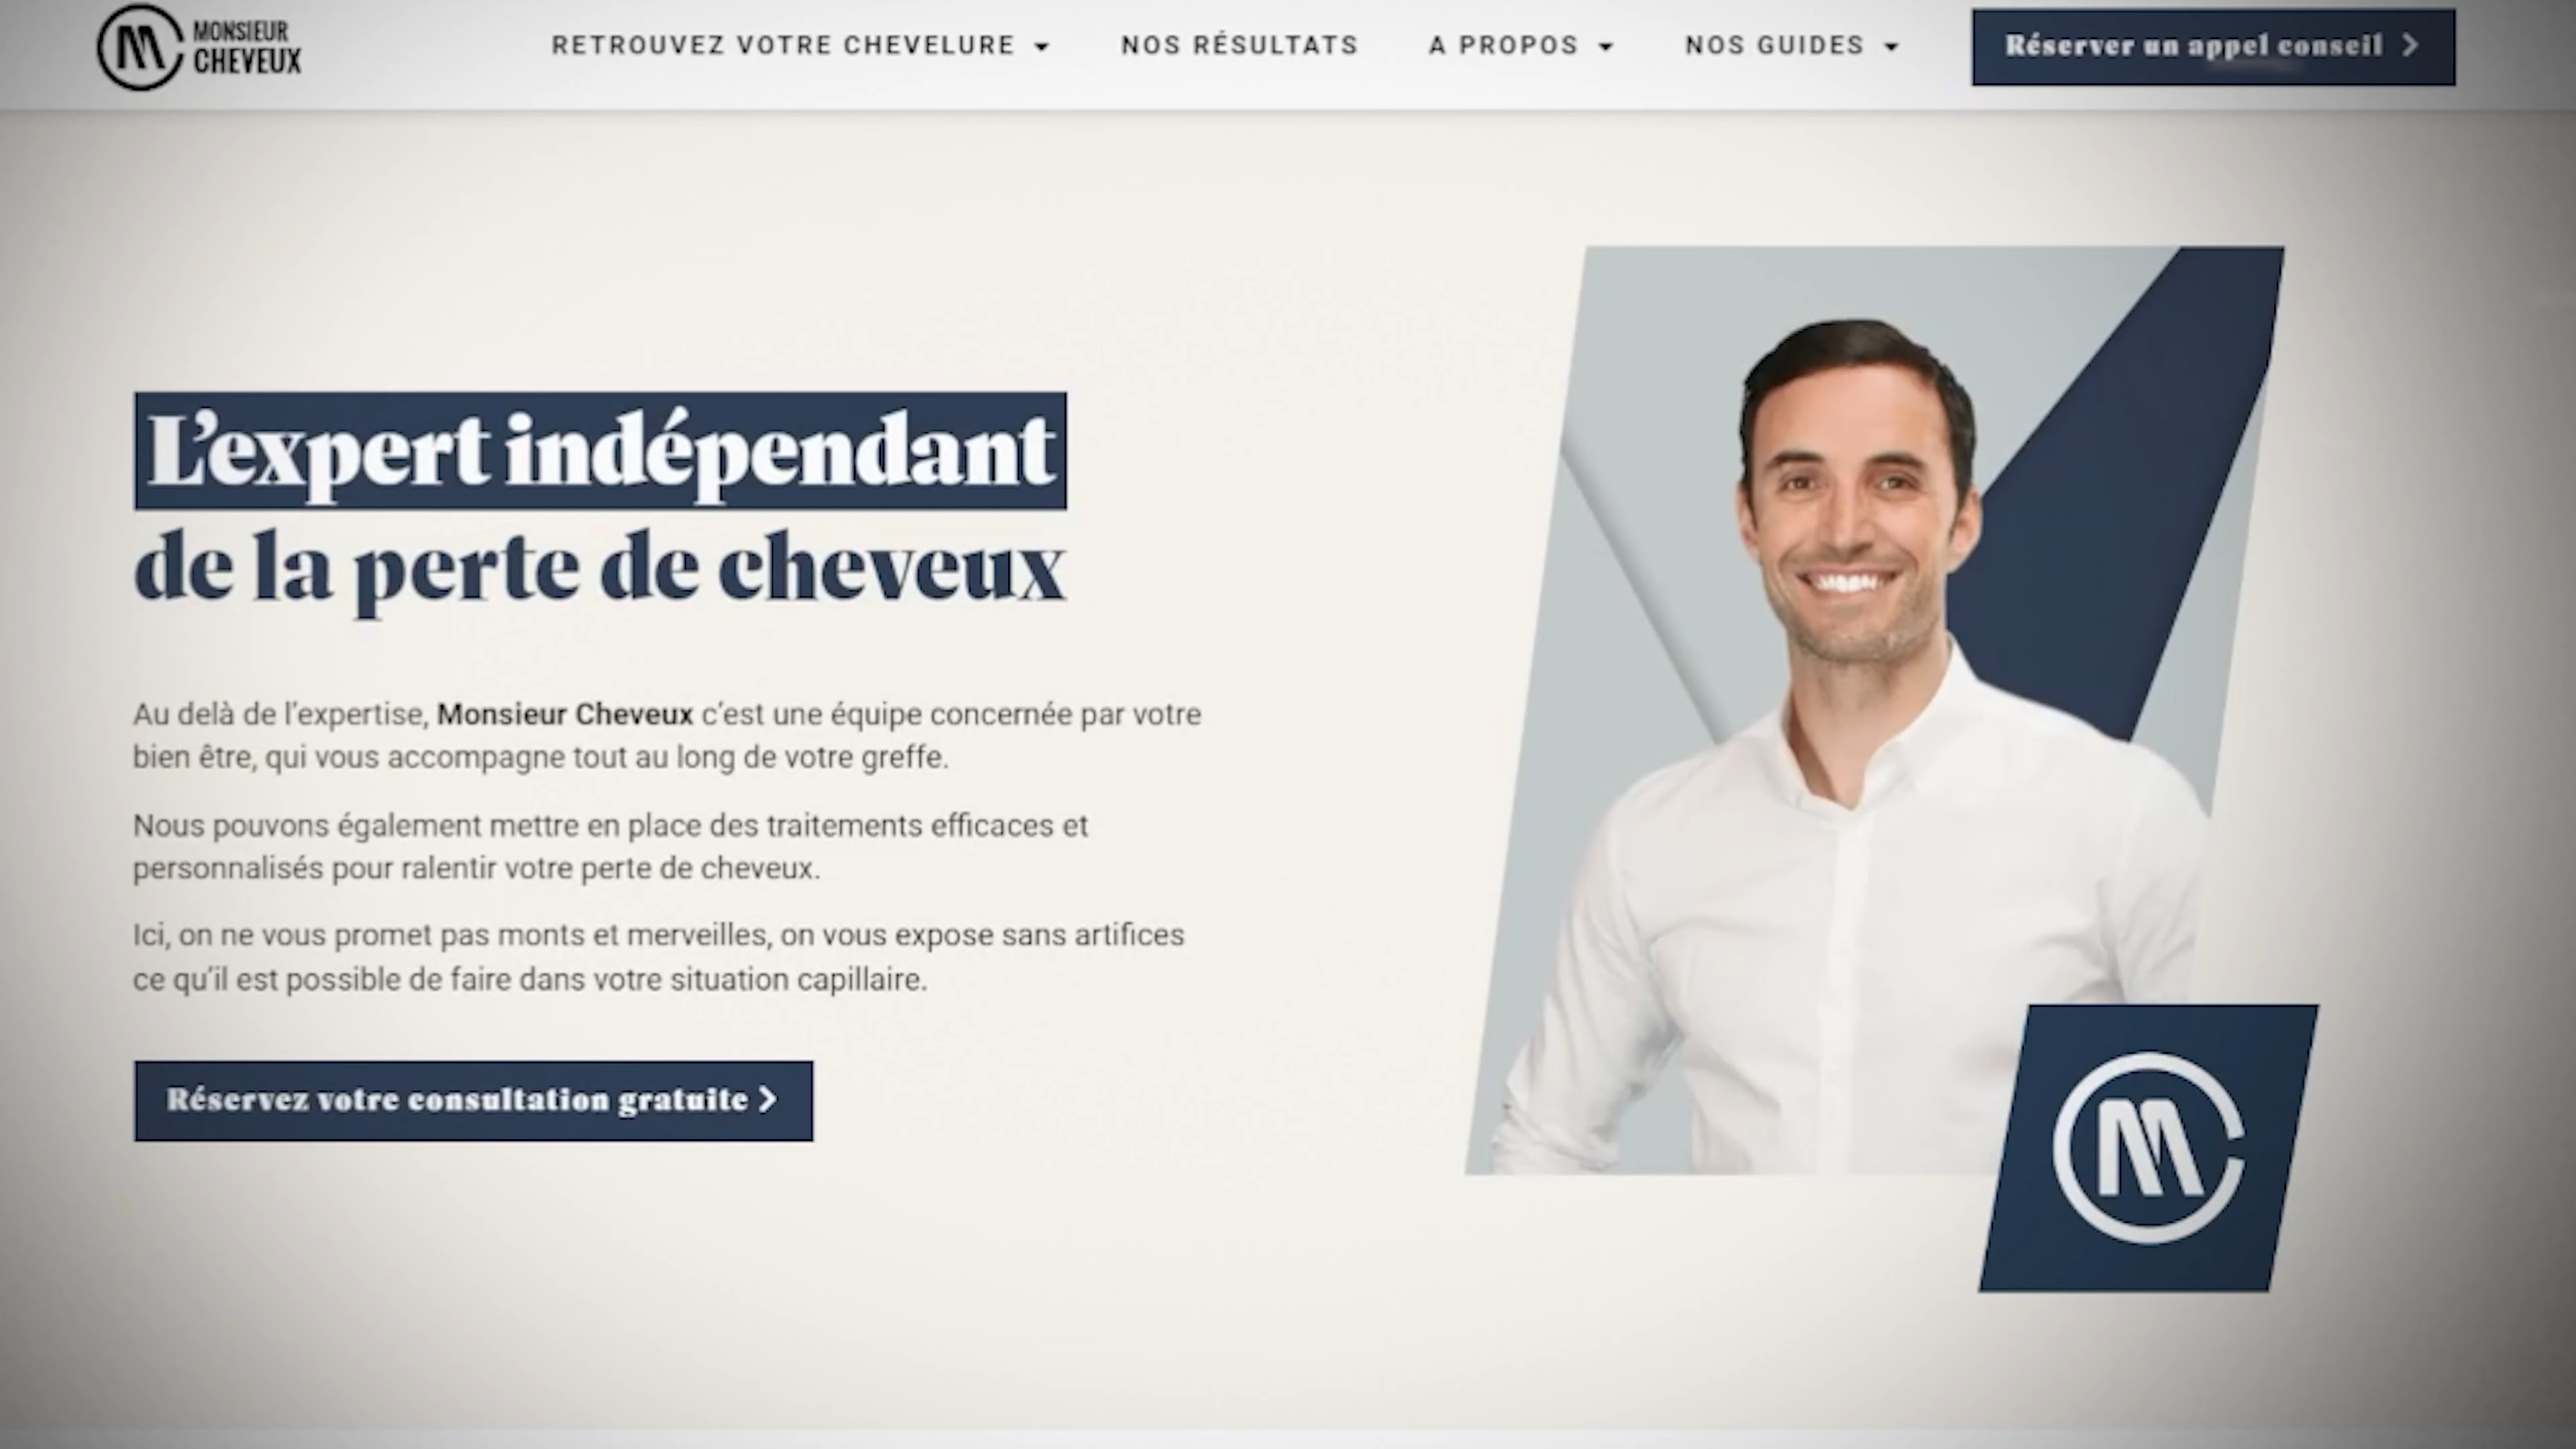 MONSIEUR
CHEVEUX
RETROUVEZ VOTRE CHEVELURE
NOS RÉSULTATS
A PROPOS
NOS GUIDES
Réserver un appel conseil
L’expert indépendant
de la perte de cheveux
Au delà de l’expertise, Monsieur Cheveux c’est une équipe concernée par votre
bien être, qui vous accompagne tout au long de votre greffe.
Nous pouvons également mettre en place des traitements efficaces et
personnalisés pour ralentir votre perte de cheveux.
Ici, on ne vous promet pas monts et merveilles, on vous expose sans artifices
ce qu’il est possible de faire dans votre situation capillaire.
Réservez votre consultation gratuite